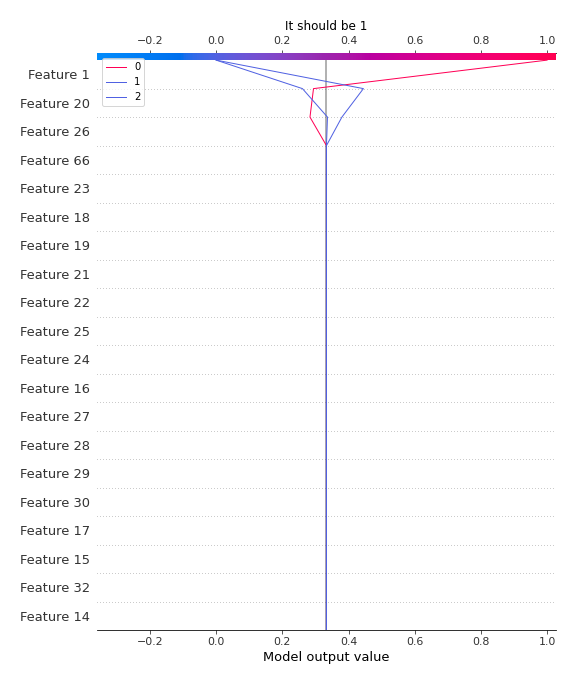 It should be 1
−0.2 0.0 0.2 0.4 0.6 0.8 1.0
0
1
2
Feature 1
Feature 20
Feature 26
Feature 66
Feature 23
Feature 18
Feature 19
Feature 21
Feature 22
Feature 25
Feature 24
Feature 16
Feature 27
Feature 28
Feature 29
Feature 30
Feature 17
Feature 15
Feature 32
Feature 14
−0.2 0.0 0.2 0.4 0.6 0.8 1.0
Model output value